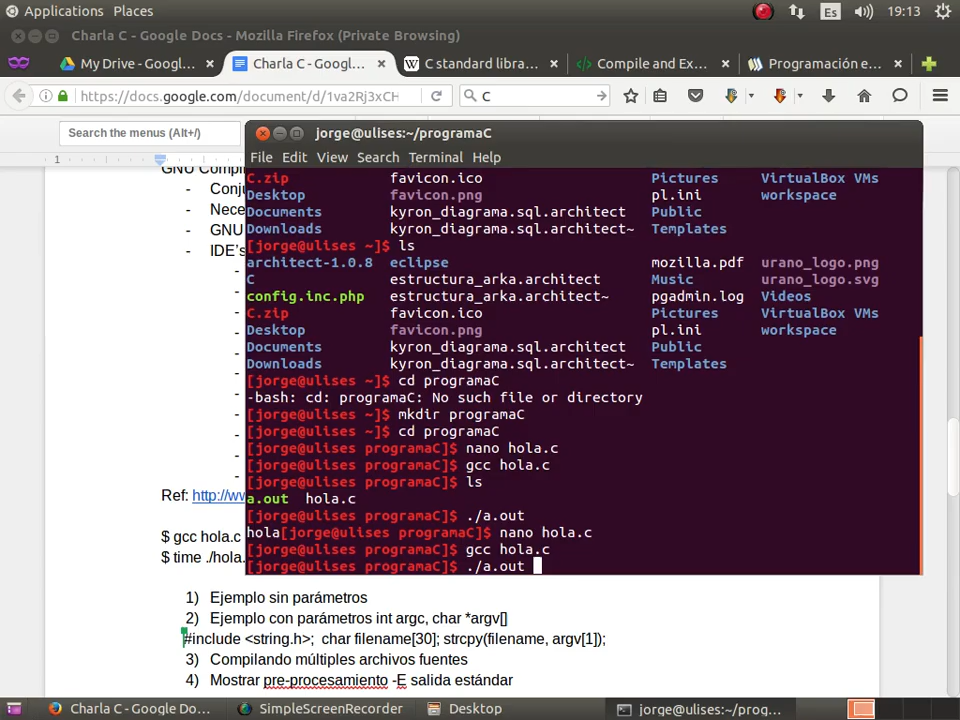 Applications Places Es 19:13
Charla C - Google Docs - Mozilla Firefox (Private Browsing)
My Drive - Google... × Charla C - Googl... × W C standard libra... × Compile and Ex... × Programación e... ×
https://docs.google.com/document/d/1va2Rj3xCH C
Search the menus (Alt+/)
jorge@ulises: ~/programaC
1
File Edit View Search Terminal Help
GNU Compil
C.zip favicon.ico Pictures VirtualBox VMs
- Conju
Desktop favicon.png pl.ini workspace
- Nece
Documents kyron_diagrama.sql.architect Public
- GNU
Downloads kyron_diagrama.sql.architect~ Templates
- IDE's
[jorge@ulises ~]$ ls
architect-1.0.8 eclipse mozilla.pdf urano_logo.png
C estructura_arka.architect Music urano_logo.svg
config.inc.php estructura_arka.architect~ pgadmin.log Videos
C.zip favicon.ico Pictures VirtualBox VMs
Desktop favicon.png pl.ini workspace
Documents kyron_diagrama.sql.architect Public
Downloads kyron_diagrama.sql.architect~ Templates
[jorge@ulises ~]$ cd programaC
-bash: cd: programaC: No such file or directory
[jorge@ulises ~]$ mkdir programaC
[jorge@ulises ~]$ cd programaC
[jorge@ulises programaC]$ nano hola.c
[jorge@ulises programaC]$ gcc hola.c
[jorge@ulises programaC]$ ls
Ref: http://ww
a.out hola.c
[jorge@ulises programaC]$ ./a.out
hola[jorge@ulises programaC]$ nano hola.c
$ gcc hola.c
[jorge@ulises programaC]$ gcc hola.c
$ time ./hola.
[jorge@ulises programaC]$ ./a.out
1) Ejemplo sin parámetros
2) Ejemplo con parámetros int argc, char *argv[]
#include <string.h>; char filename[30]; strcpy(filename, argv[1]);
3) Compilando múltiples archivos fuentes
4) Mostrar pre-procesamiento -E salida estándar
Charla C - Google Do... SimpleScreenRecorder Desktop jorge@ulises: ~/prog...